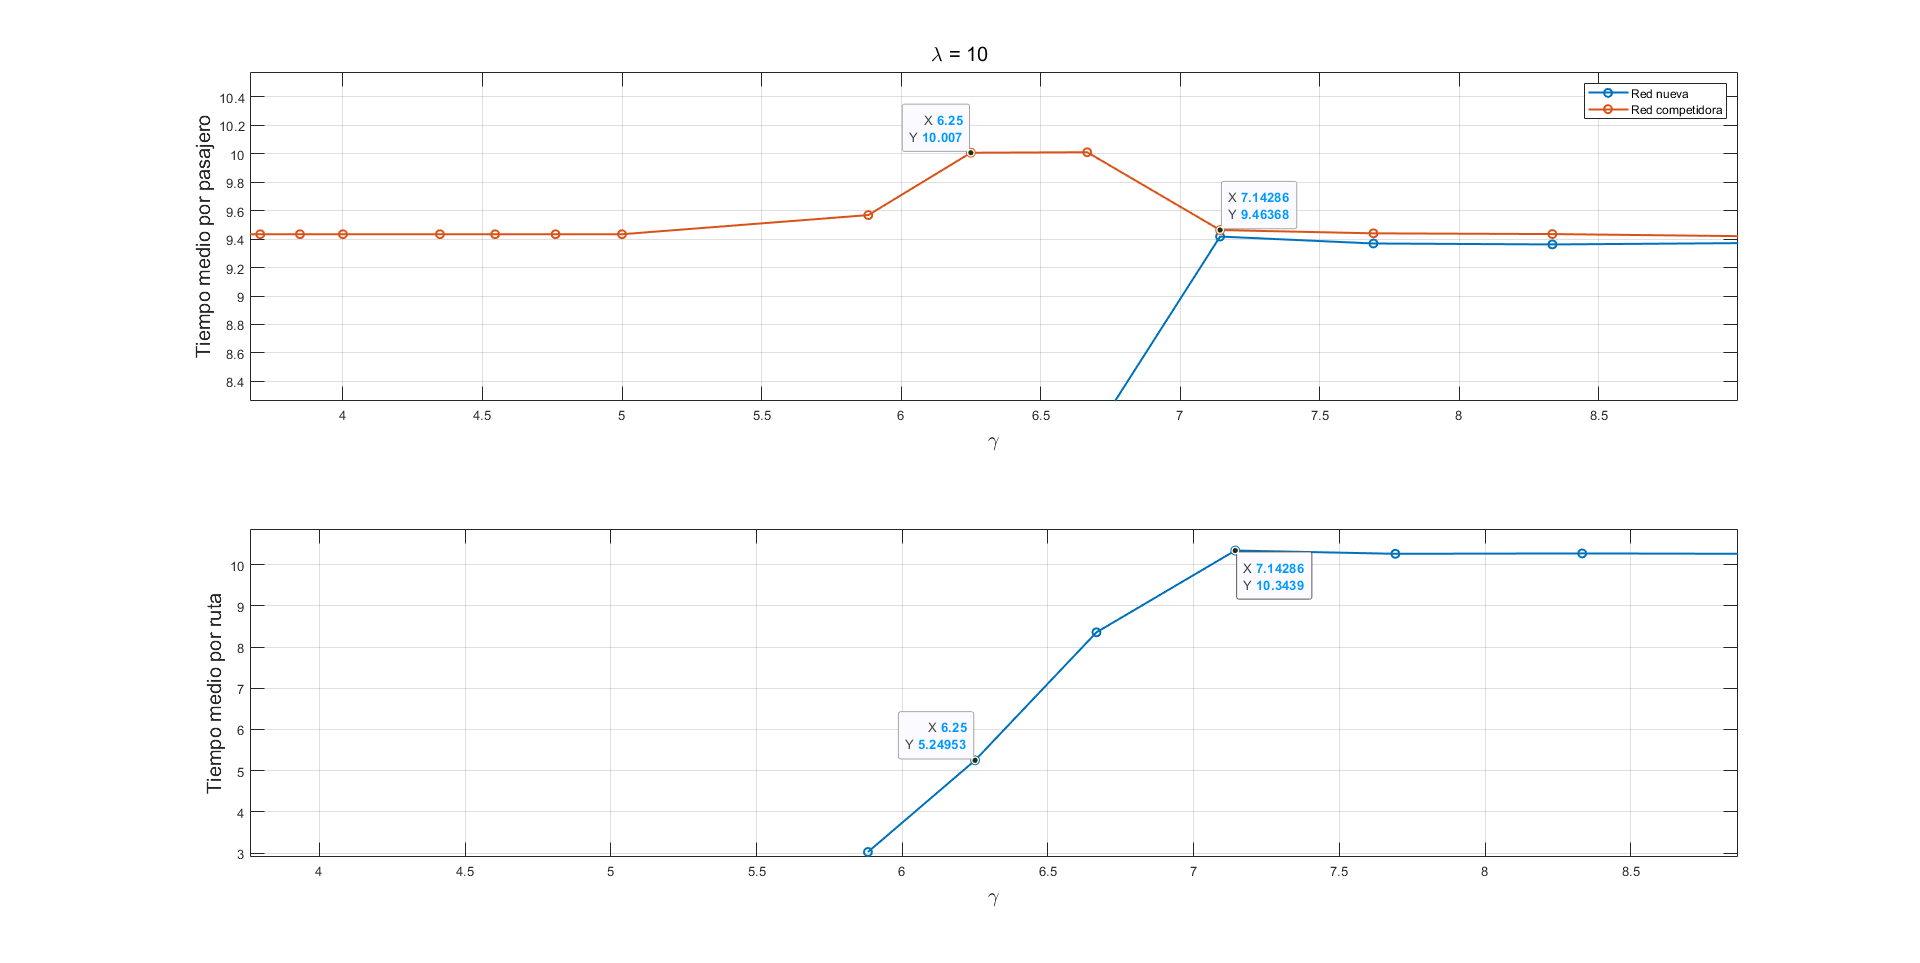 λ = 10
Tiempo medio por pasajero
10.4
10.2
10
9.8
9.6
9.4
9.2
9
8.8
8.6
8.4
X 6.25
Y 10.007
X 7.14286
Y 9.46368
Red nueva
Red competidora
4
4.5
5
5.5
6
6.5
7
7.5
8
8.5
γ
Tiempo medio por ruta
10
9
8
7
6
5
4
3
X 6.25
Y 5.24953
X 7.14286
Y 10.3439
4
4.5
5
5.5
6
6.5
7
7.5
8
8.5
γ